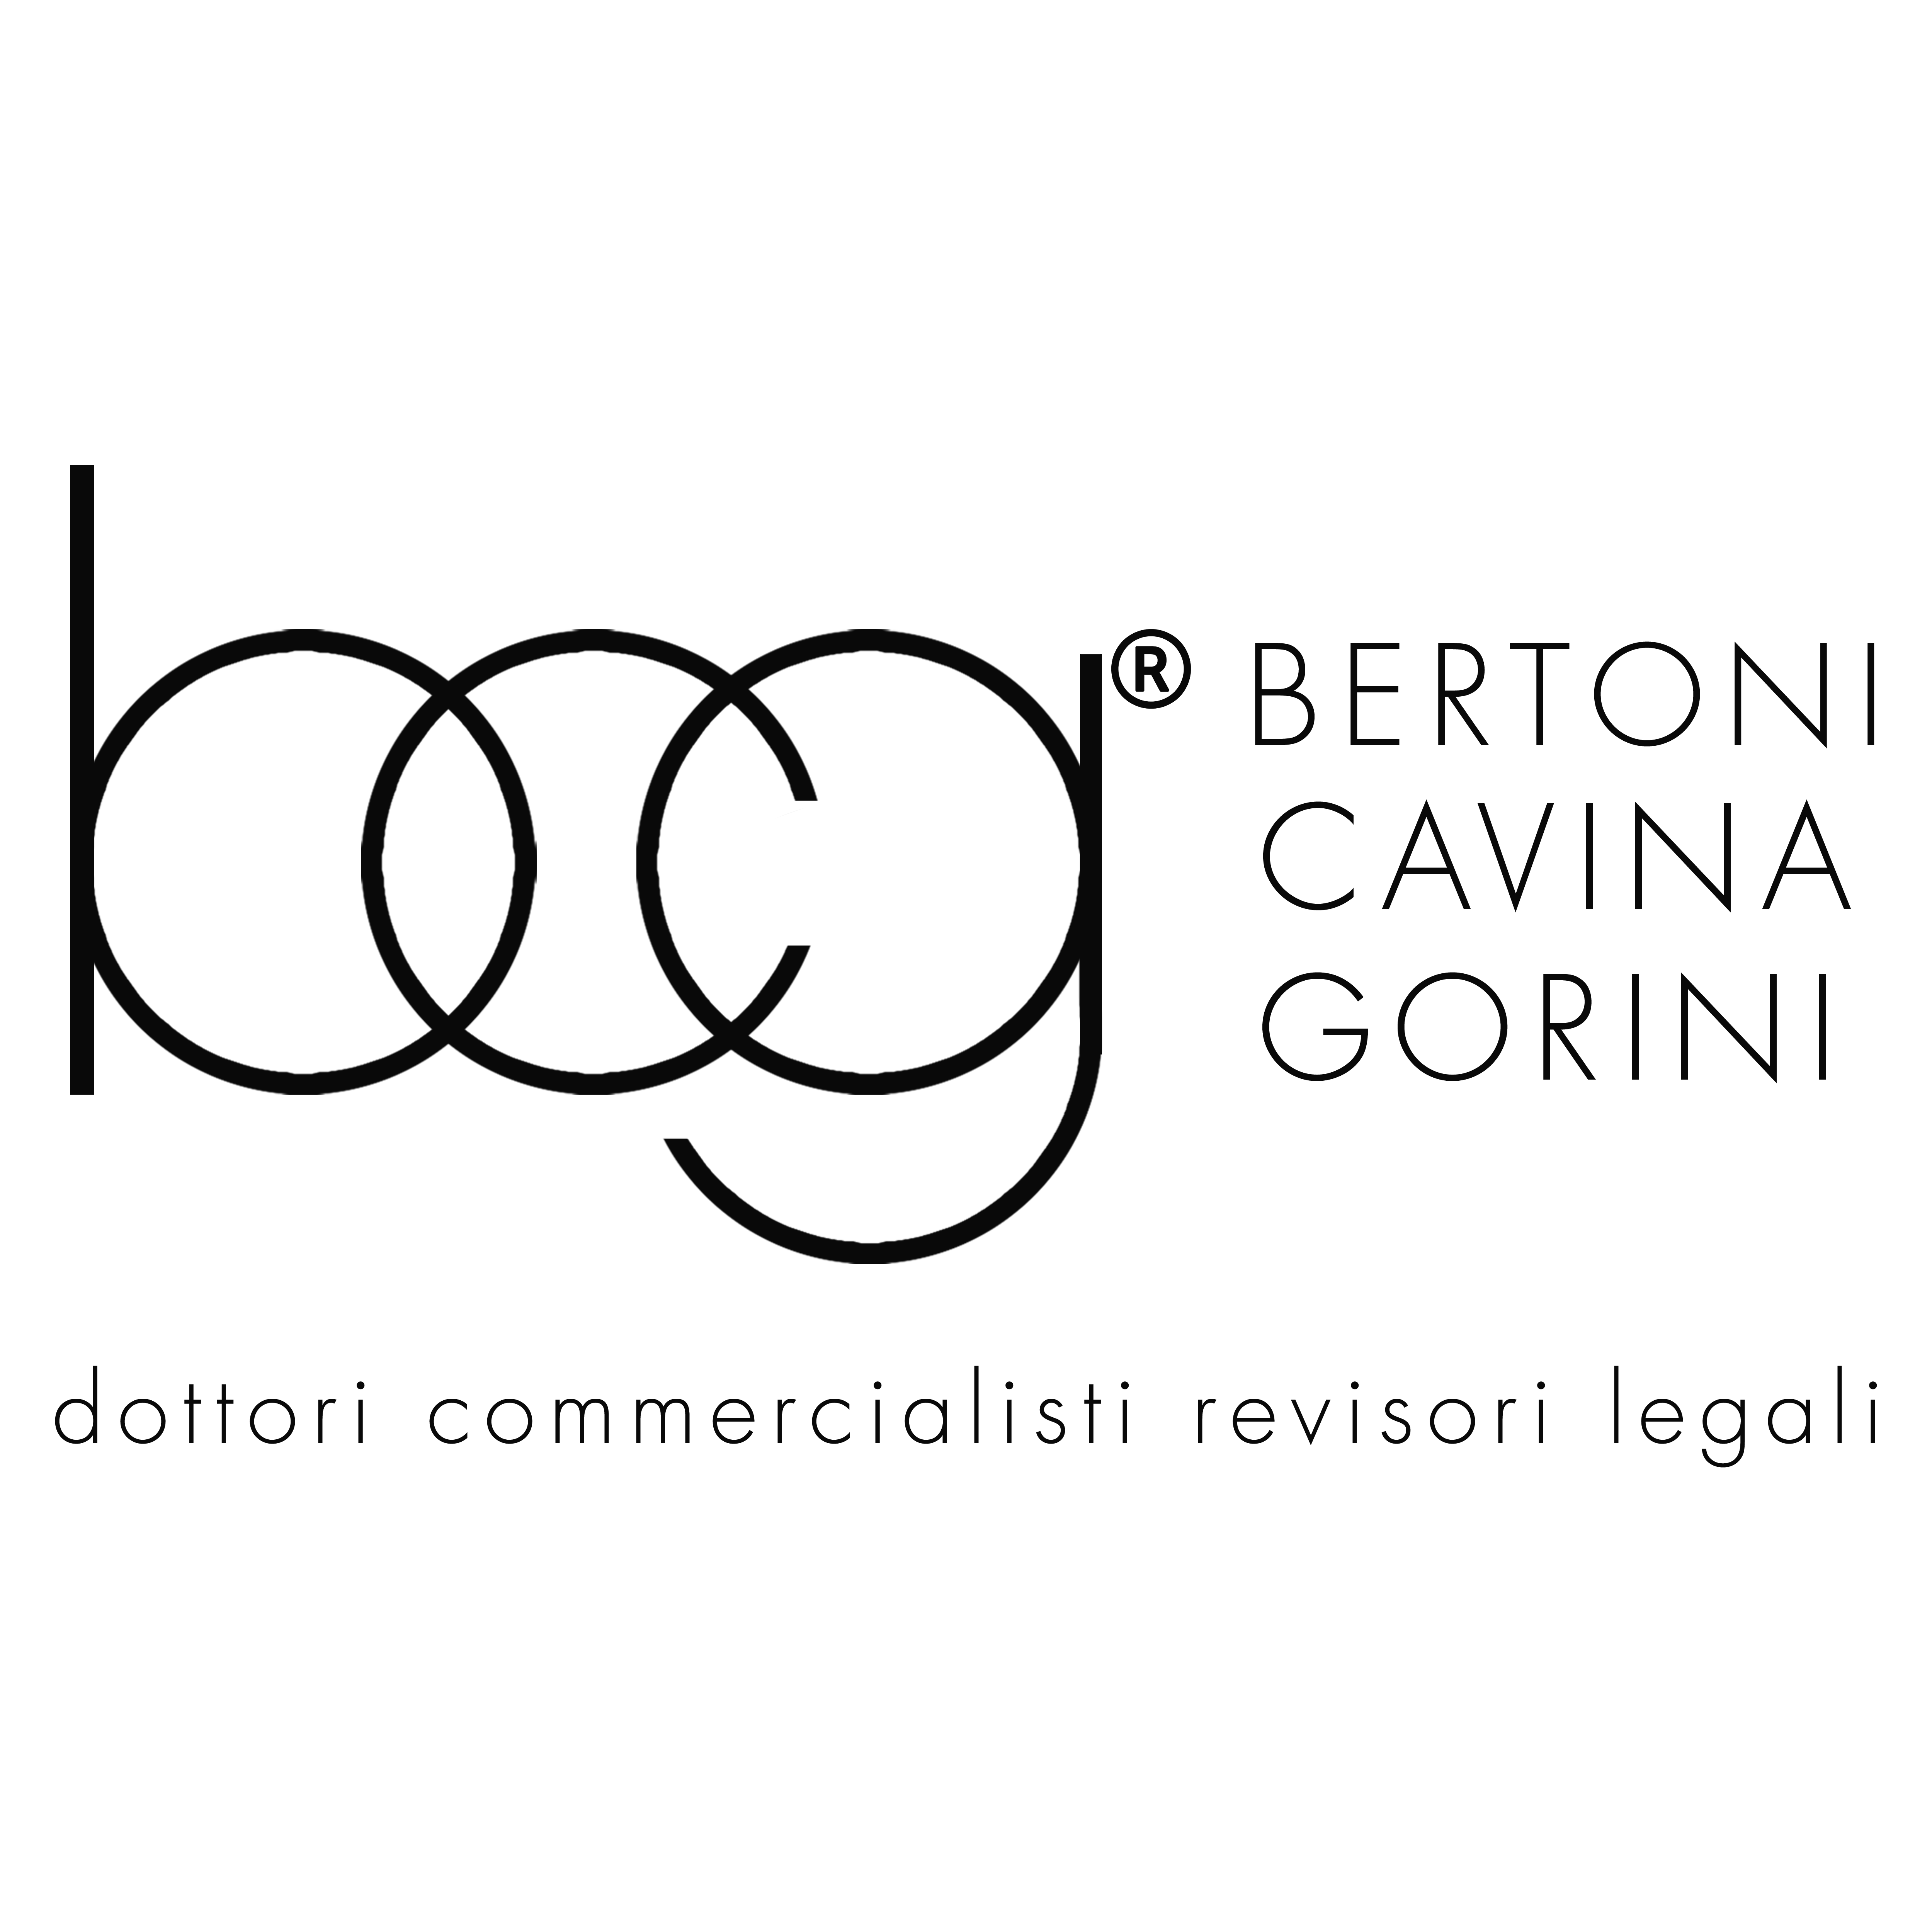 bcg®
BERTONI
CAVINA
GORINI
dottori commercialisti revisori legali